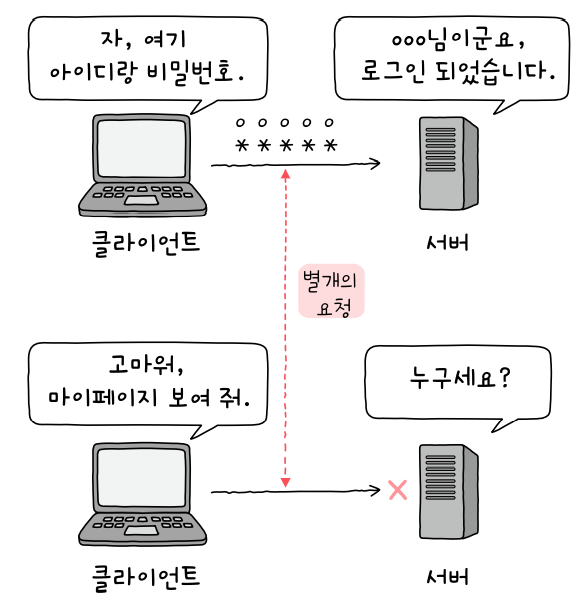 자, 여기
아이디랑 비밀번호.
ooo님이군요,
로그인 되었습니다.
o o o o o
* * * * *
클라이언트
서버
별개의
요청
고마워,
마이페이지 보여 줘.
누구세요?
클라이언트
서버